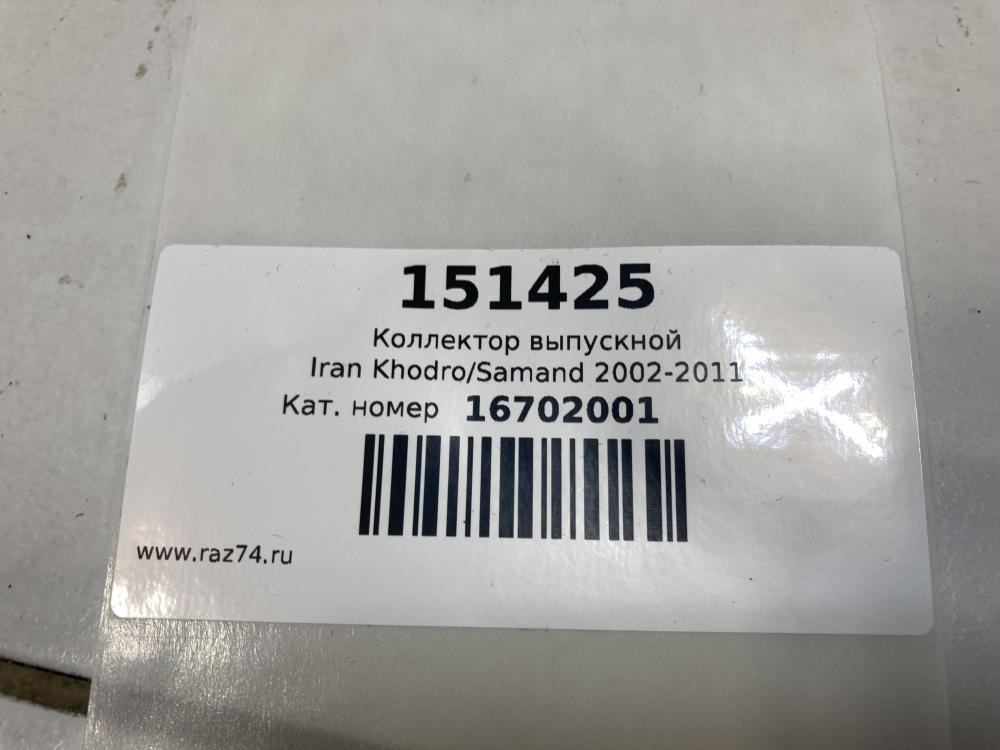 151425
Коллектор выпускной
Iran Khodro/Samand 2002-2011
Кат. номер 16702001
www.raz74.ru